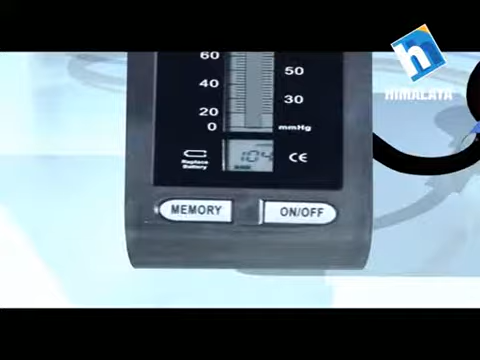 h
HIMALAYA
60
50
40
30
20
0
mmHg
104
Replace
Battery
CE
MEMORY
ON/OFF